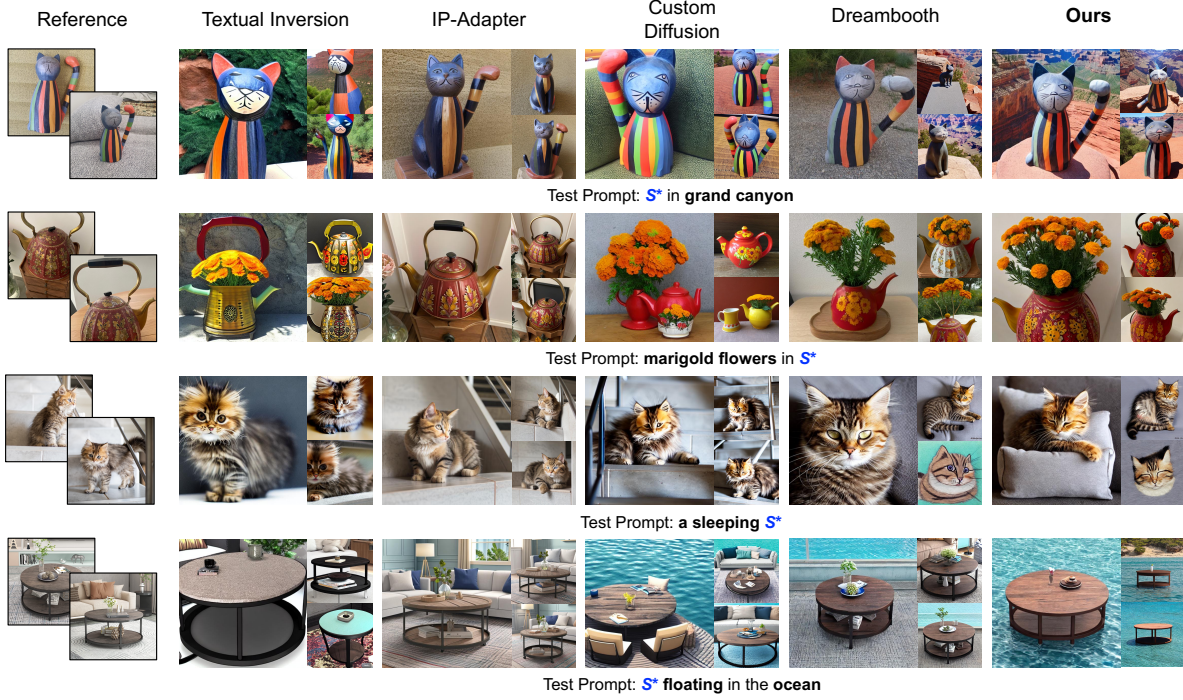 Reference
Textual Inversion
IP-Adapter
Custom
Diffusion
Dreambooth
Ours
Test Prompt: S* in grand canyon
Test Prompt: marigold flowers in S*
Test Prompt: a sleeping S*
Test Prompt: S* floating in the ocean